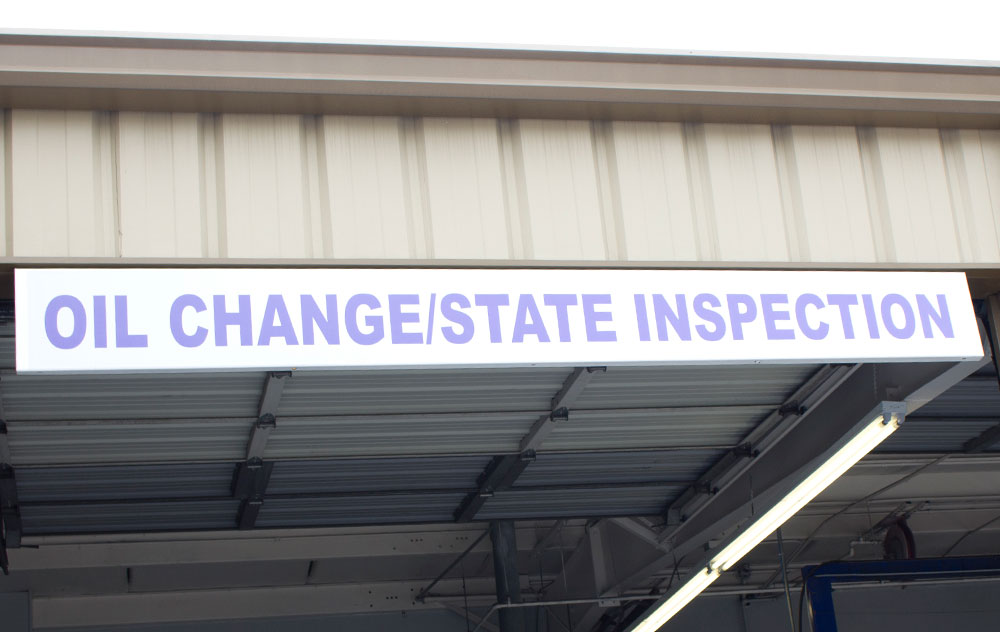 OIL CHANGE/STATE INSPECTION